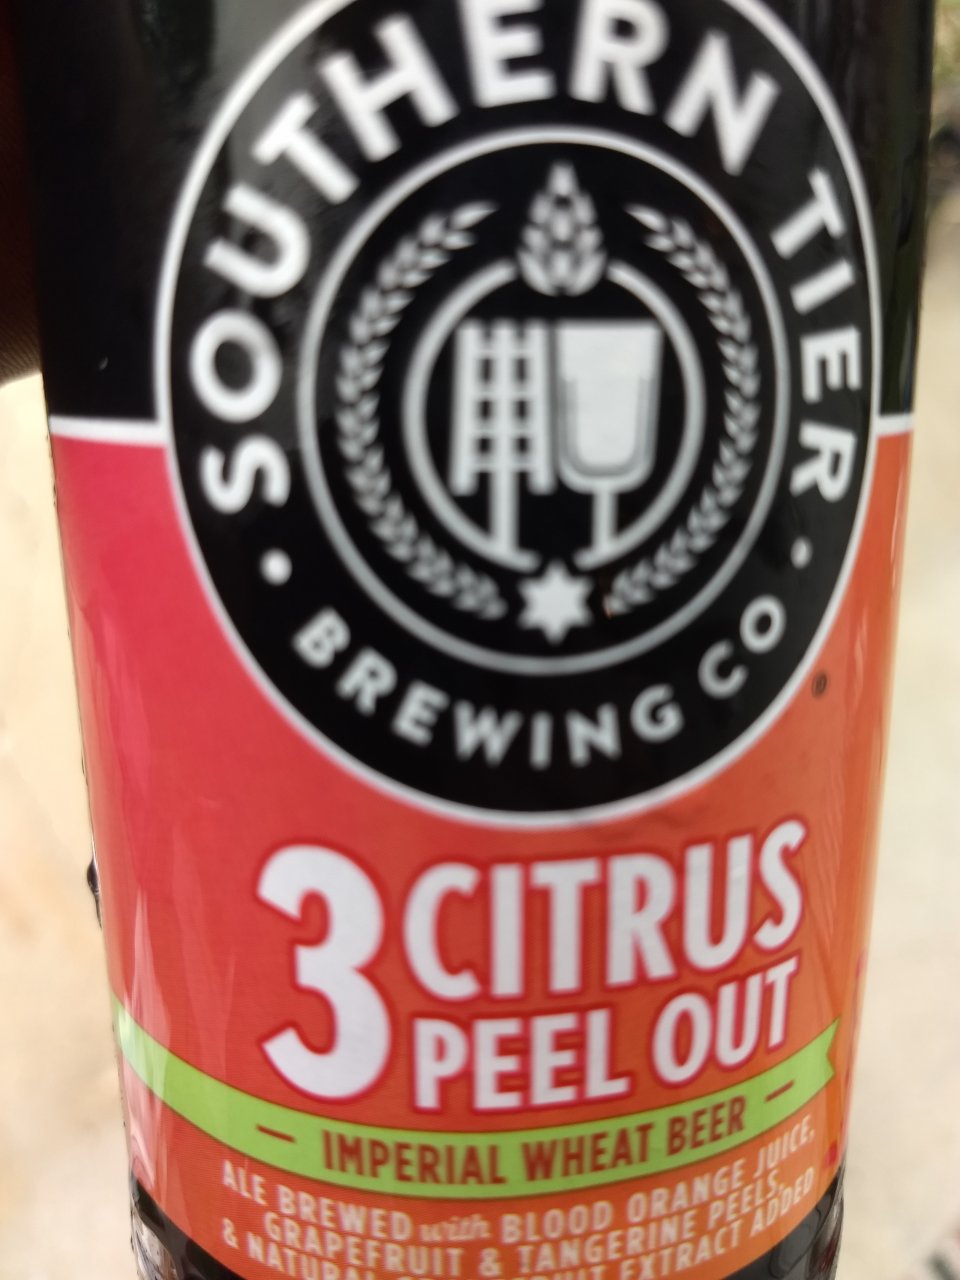 SOUTHERN TIER
BREWING CO
®
3 CITRUS
PEEL OUT
IMPERIAL WHEAT BEER
ALE BREWED with BLOOD ORANGE JUICE,
GRAPEFRUIT & TANGERINE PEELS,
& NATURAL GRAPEFRUIT EXTRACT ADDED